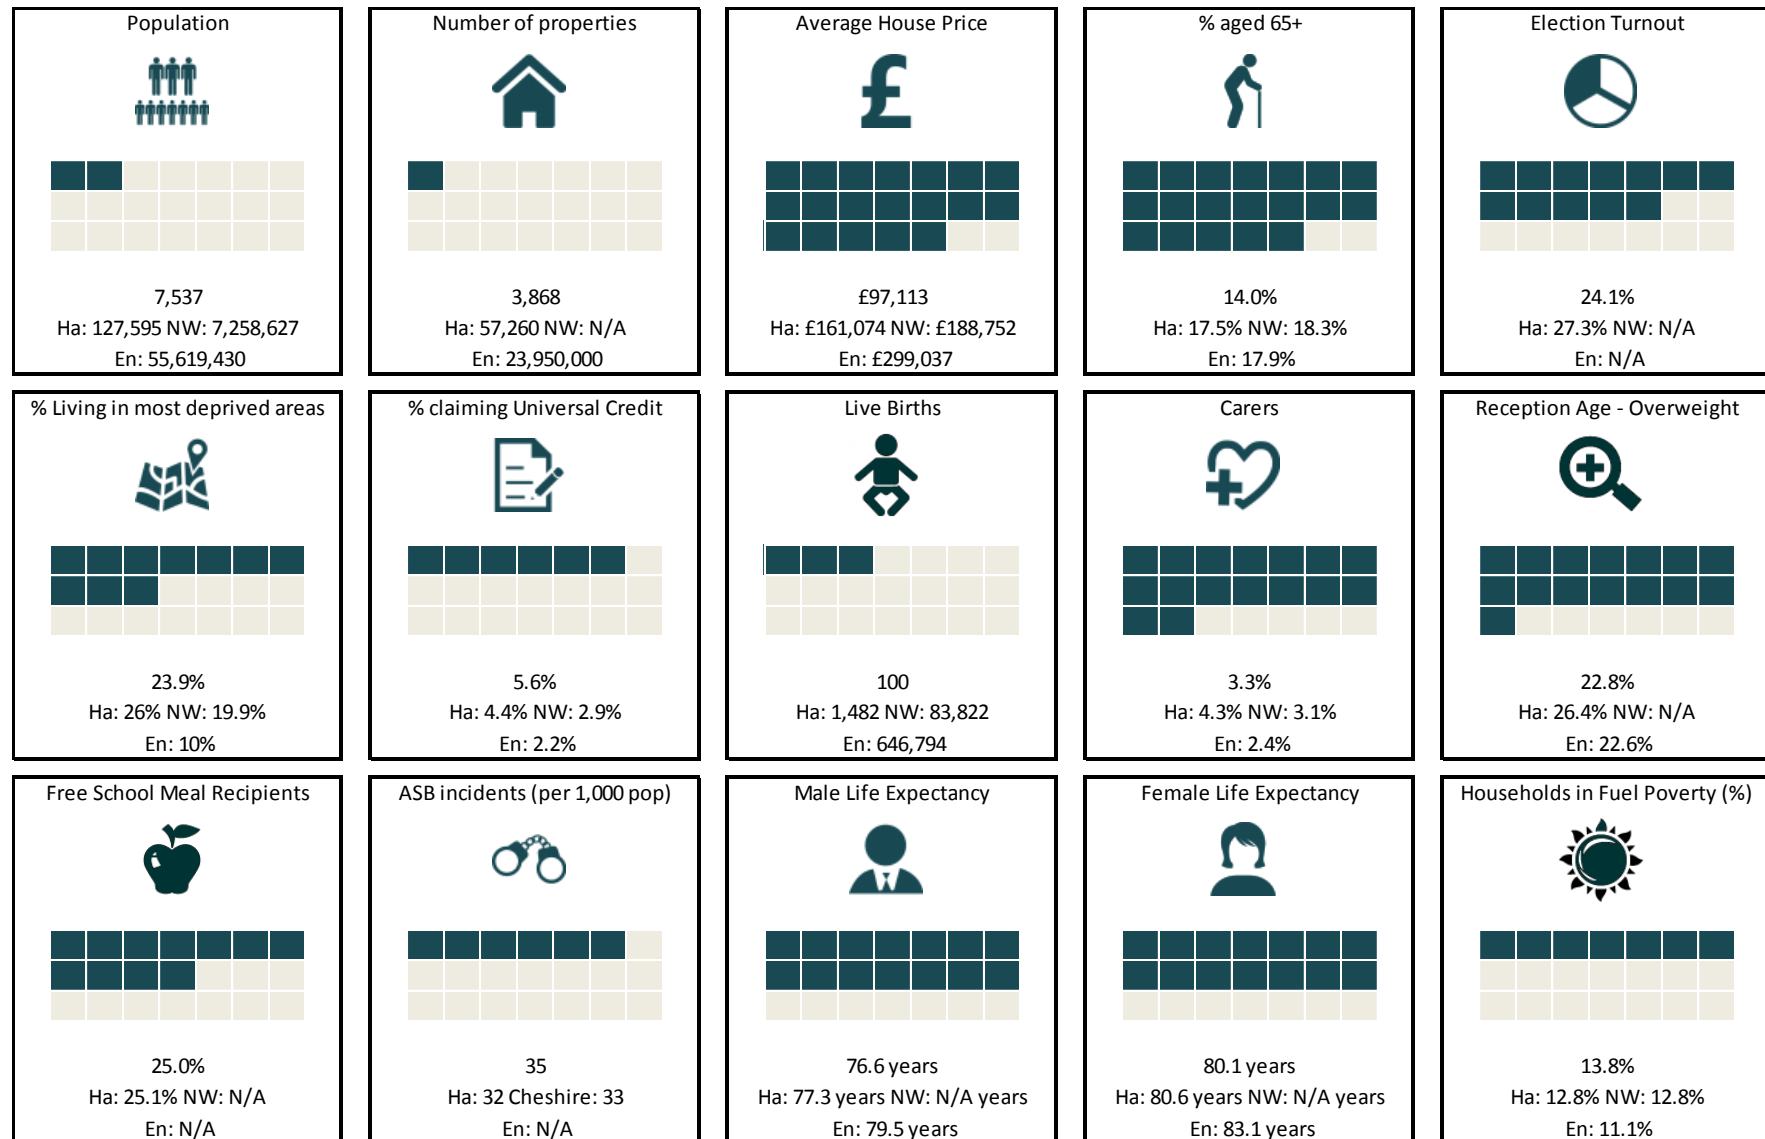 Population
7,537
Ha: 127,595 NW: 7,258,627
En: 55,619,430
Number of properties
3,868
Ha: 57,260 NW: N/A
En: 23,950,000
Average House Price
£
£97,113
Ha: £161,074 NW: £188,752
En: £299,037
% aged 65+
14.0%
Ha: 17.5% NW: 18.3%
En: 17.9%
Election Turnout
24.1%
Ha: 27.3% NW: N/A
En: N/A
% Living in most deprived areas
23.9%
Ha: 26% NW: 19.9%
En: 10%
% claiming Universal Credit
5.6%
Ha: 4.4% NW: 2.9%
En: 2.2%
Live Births
100
Ha: 1,482 NW: 83,822
En: 646,794
Carers
3.3%
Ha: 4.3% NW: 3.1%
En: 2.4%
Reception Age - Overweight
22.8%
Ha: 26.4% NW: N/A
En: 22.6%
Free School Meal Recipients
25.0%
Ha: 25.1% NW: N/A
En: N/A
ASB incidents (per 1,000 pop)
35
Ha: 32 Cheshire: 33
En: N/A
Male Life Expectancy
76.6 years
Ha: 77.3 years NW: N/A years
En: 79.5 years
Female Life Expectancy
80.1 years
Ha: 80.6 years NW: N/A years
En: 83.1 years
Households in Fuel Poverty (%)
13.8%
Ha: 12.8% NW: 12.8%
En: 11.1%